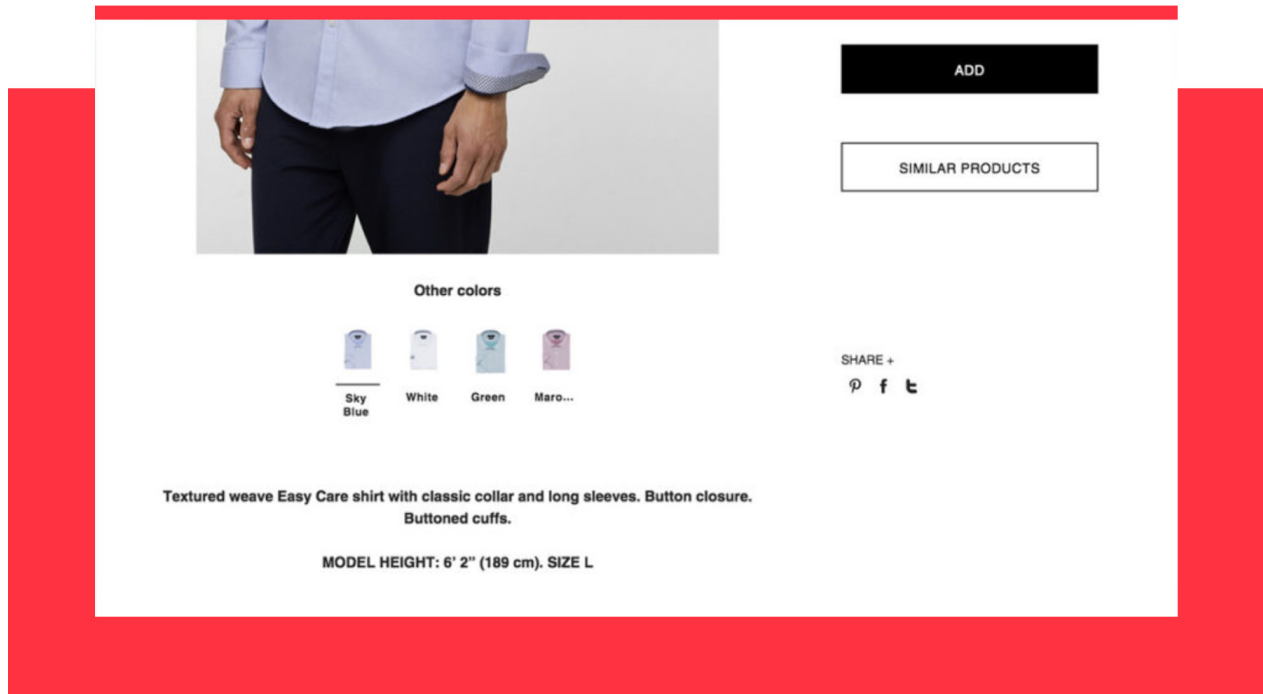 ADD
SIMILAR PRODUCTS
Other colors
Sky
Blue
White
Green
Maro...
SHARE +
Textured weave Easy Care shirt with classic collar and long sleeves. Button closure.
Buttoned cuffs.
MODEL HEIGHT: 6' 2” (189 cm). SIZE L